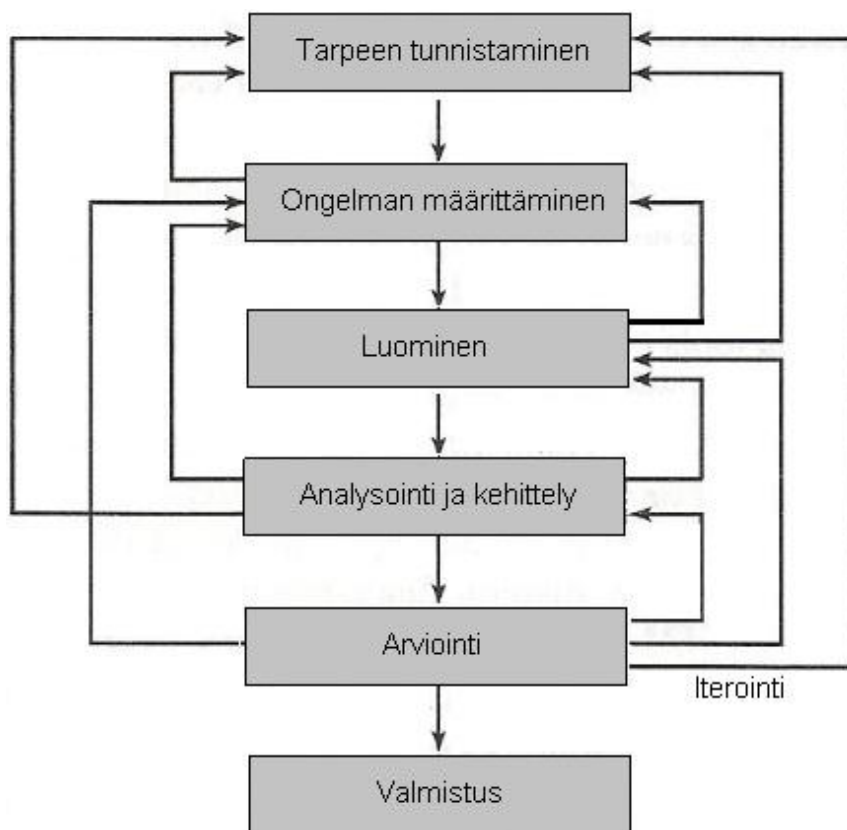 Tarpeen tunnistaminen
Ongelman määrittäminen
Luominen
Analysointi ja kehittely
Arviointi
Iterointi
Valmistus